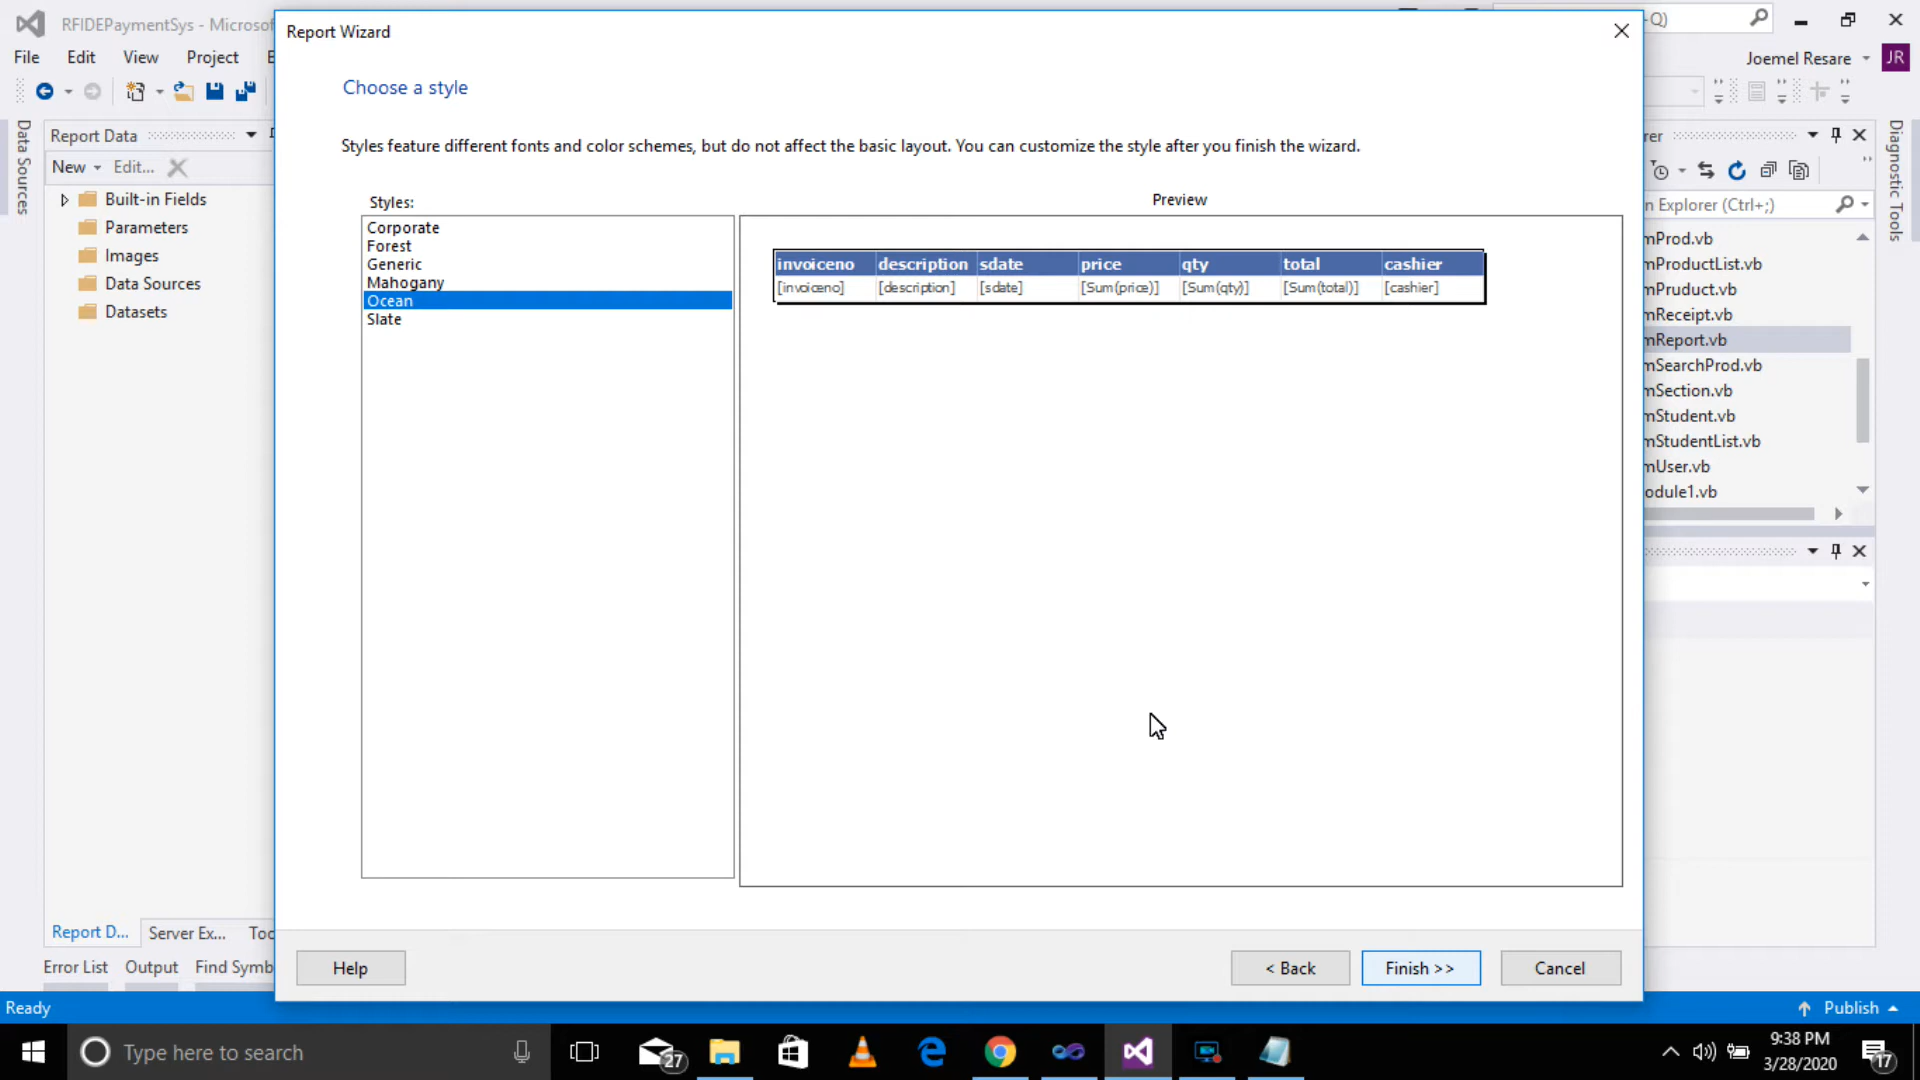 RFIDEPaymentSys - Microsof
Report Wizard
Q)
File Edit View Project
Joemel Resare JR
Choose a style
Report Data
New Edit...
Styles feature different fonts and color schemes, but do not affect the basic layout. You can customize the style after you finish the wizard.
Data Sources
Diagnostic Tools
Built-in Fields
Parameters
Images
Data Sources
Datasets
Styles:
Corporate
Forest
Generic
Mahogany
Ocean
Slate
Preview
invoiceno description sdate price qty total cashier
[invoiceno] [description] [sdate] [Sum(price)] [Sum(qty)] [Sum(total)] [cashier]
rer
n Explorer (Ctrl+;)
mProd.vb
mProductList.vb
mPruduct.vb
mReceipt.vb
mReport.vb
mSearchProd.vb
mSection.vb
mStudent.vb
mStudentList.vb
mUser.vb
odule1.vb
Report D... Server Ex... Too
Error List Output Find Symb
Help < Back Finish >> Cancel
Ready
Publish
Type here to search
27
9:38 PM
3/28/2020
17